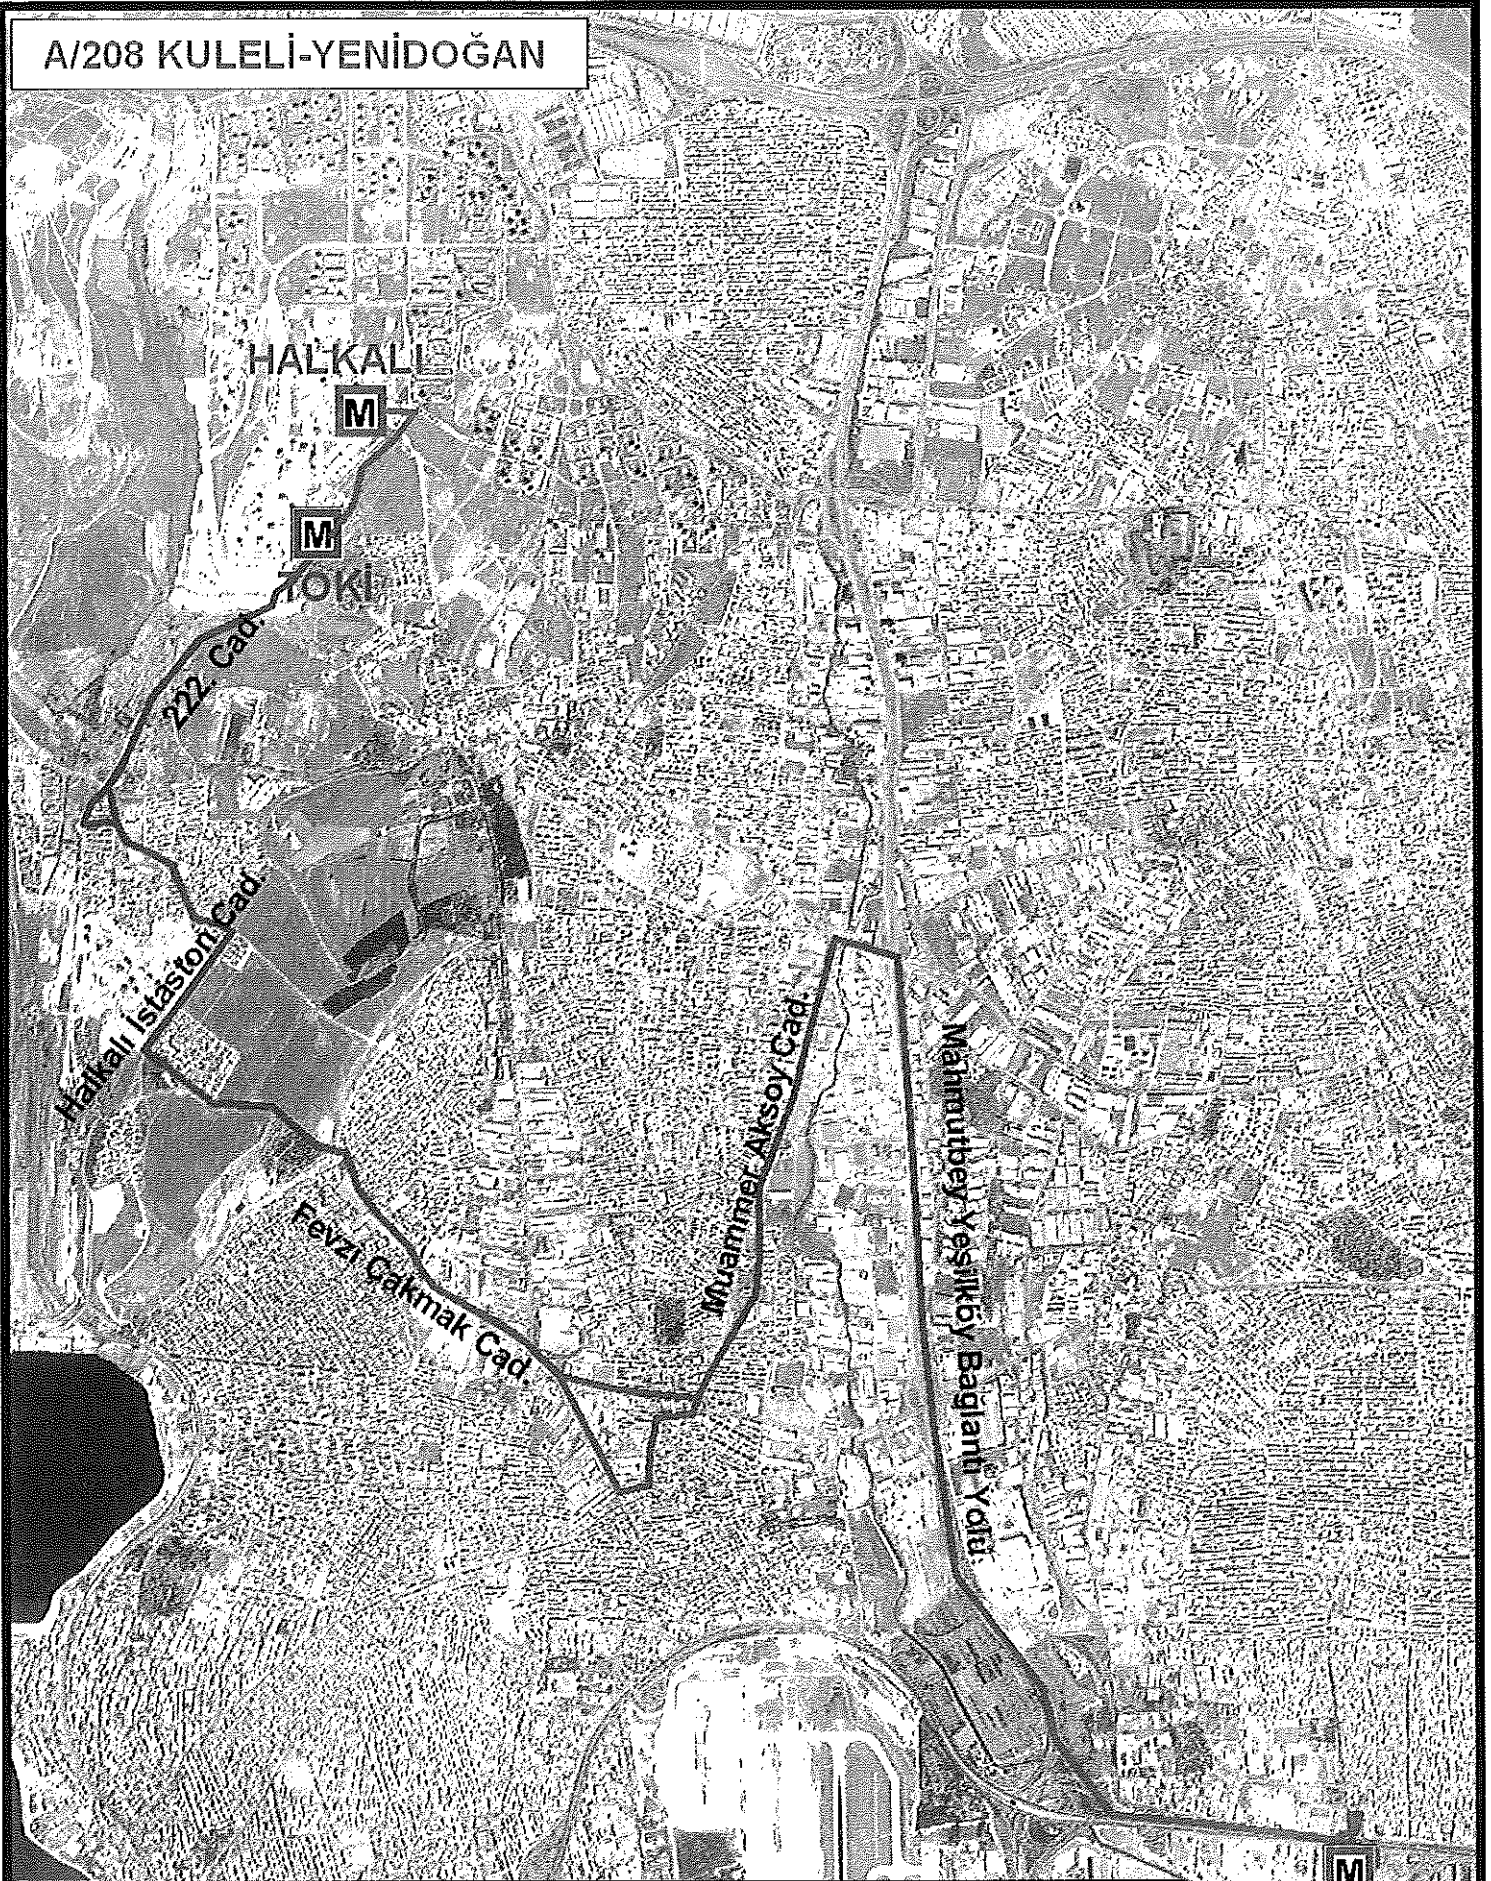 A/208 KULELİ-YENİDOĞAN
HALKALI
M
M
TOKİ
222. Cad.
Halkalı İstaston Cad.
Fevzi Çakmak Cad.
Muammer Aksoy Cad.
Mahmutbey Yeşilköy Bağlantı Yolu.
M